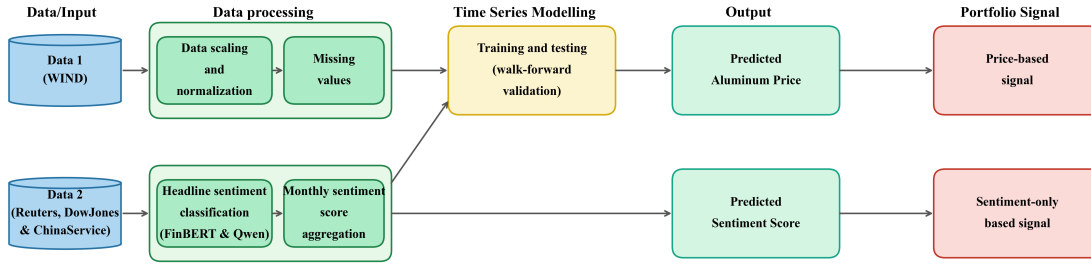 Data/Input
Data processing
Time Series Modelling
Output
Portfolio Signal
Data 1
(WIND)
Data scaling
and
normalization
Missing
values
Training and testing
(walk-forward
validation)
Predicted
Aluminum Price
Price-based
signal
Data 2
(Reuters, DowJones
& ChinaService)
Headline sentiment
classification
(FinBERT & Qwen)
Monthly sentiment
score
aggregation
Predicted
Sentiment Score
Sentiment-only
based signal